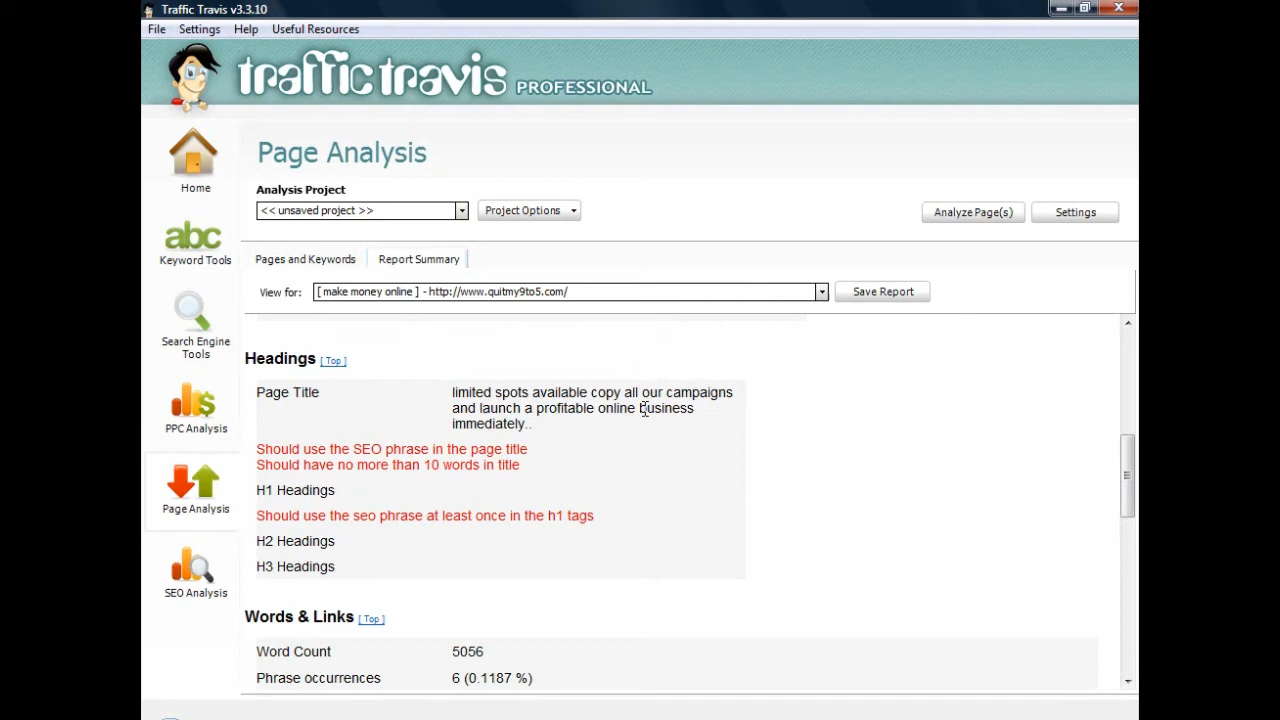 Traffic Travis v3.3.10
File Settings Help Useful Resources
traffic travis PROFESSIONAL
Home
abc
Keyword Tools
Search Engine
Tools
PPC Analysis
Page Analysis
SEO Analysis
Page Analysis
Analysis Project
<< unsaved project >> Project Options Analyze Page(s) Settings
Pages and Keywords Report Summary
View for: [ make money online ] - http://www.quitmy9to5.com/ Save Report
Headings [ Top ]
Page Title limited spots available copy all our campaigns
and launch a profitable online business
immediately..
Should use the SEO phrase in the page title
Should have no more than 10 words in title
H1 Headings
Should use the seo phrase at least once in the h1 tags
H2 Headings
H3 Headings
Words & Links [ Top ]
Word Count 5056
Phrase occurrences 6 (0.1187 %)